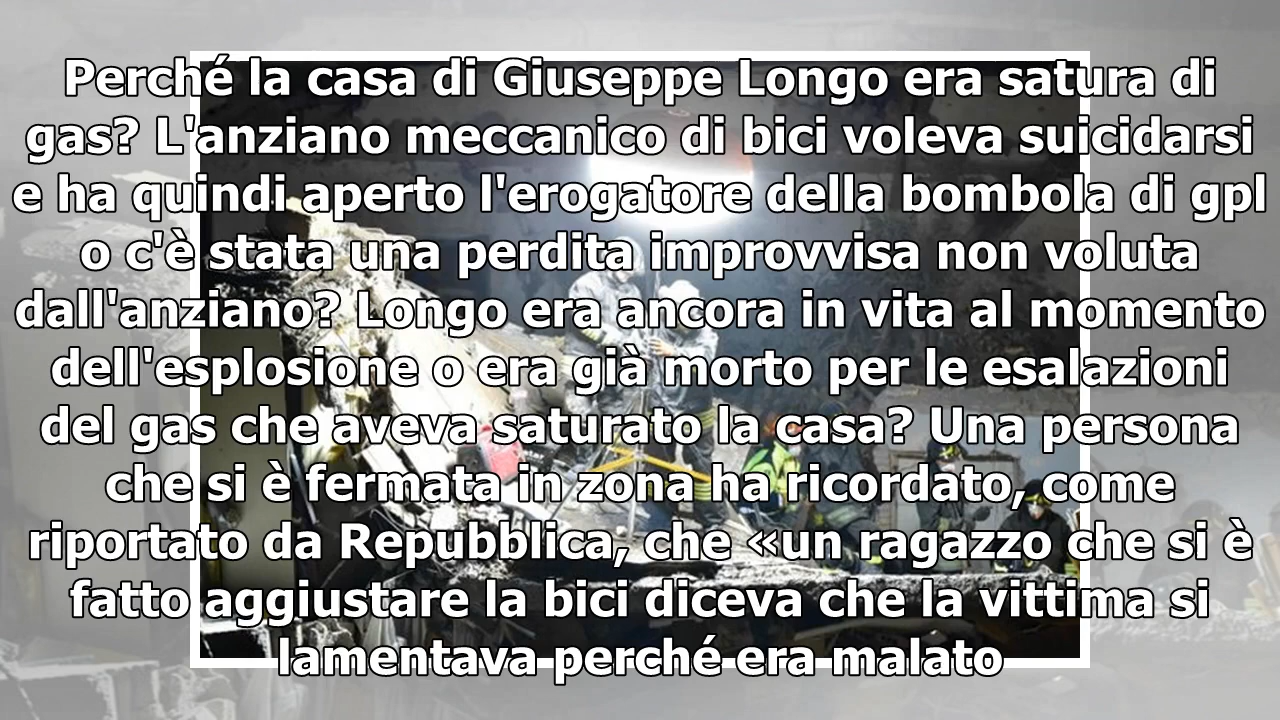 Perché la casa di Giuseppe Longo era satura di
gas? L'anziano meccanico di bici voleva suicidarsi
e ha quindi aperto l'erogatore della bombola di gpl
o c'è stata una perdita improvvisa non voluta
dall'anziano? Longo era ancora in vita al momento
dell'esplosione o era già morto per le esalazioni
del gas che aveva saturato la casa? Una persona
che si è fermata in zona ha ricordato, come
riportato da Repubblica, che «un ragazzo che si è
fatto aggiustare la bici diceva che la vittima si
lamentava perché era malato